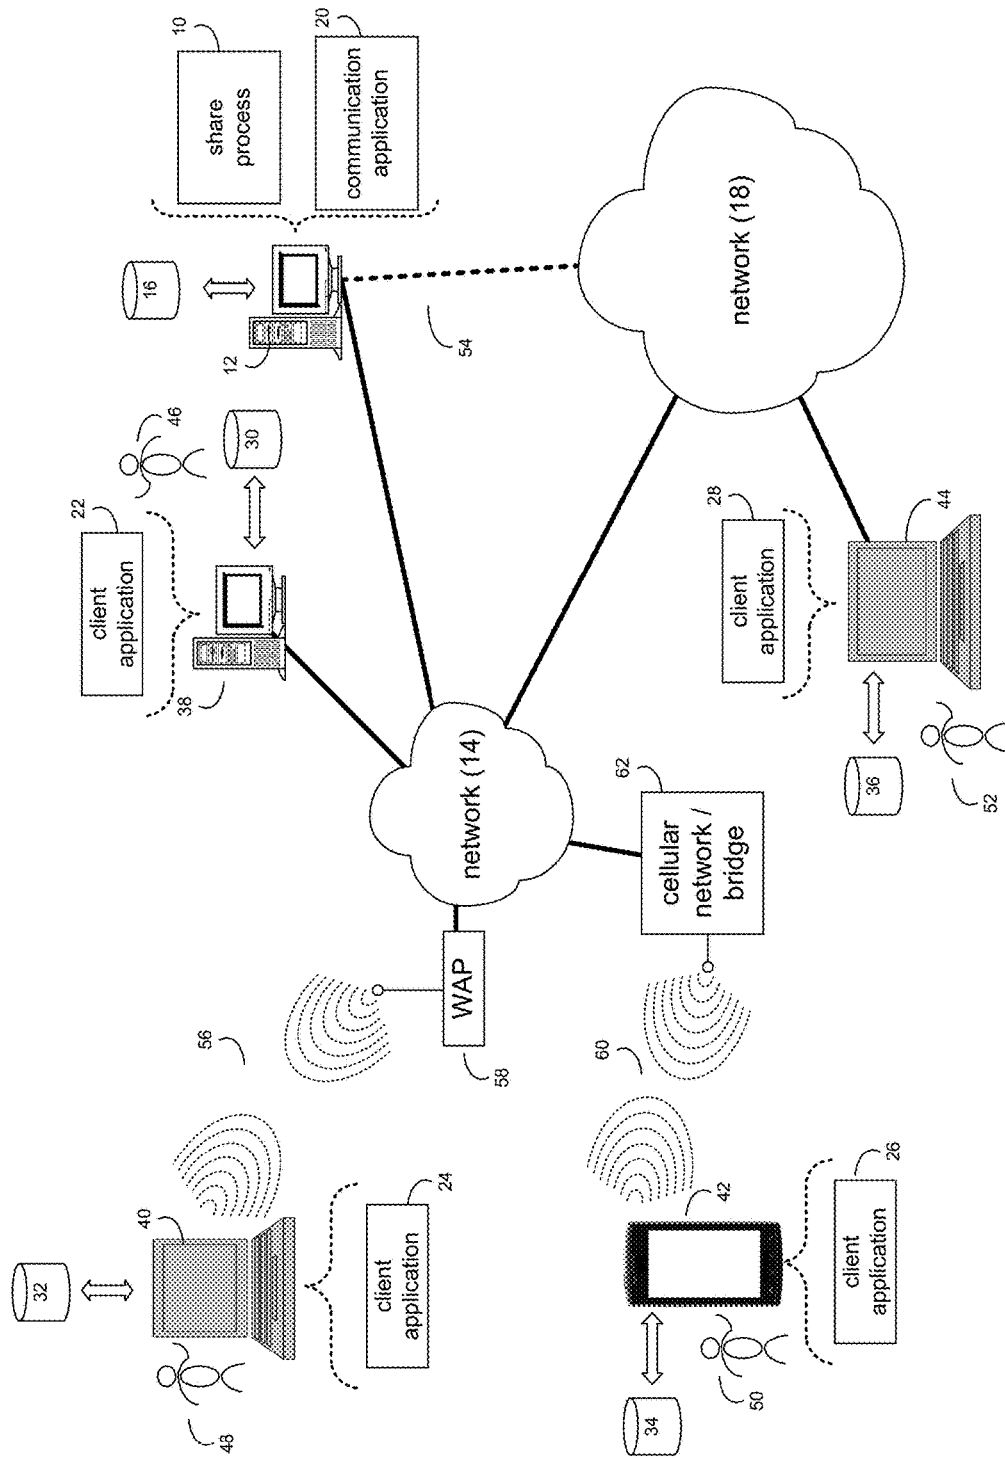 32
48
40
24
client
application
56
22
client
application
38
46
30
16
12
10
share
process
20
communication
application
54
58
WAP
network (14)
34
50
42
60
62
cellular
network /
bridge
network (18)
26
client
application
28
client
application
36
52
44